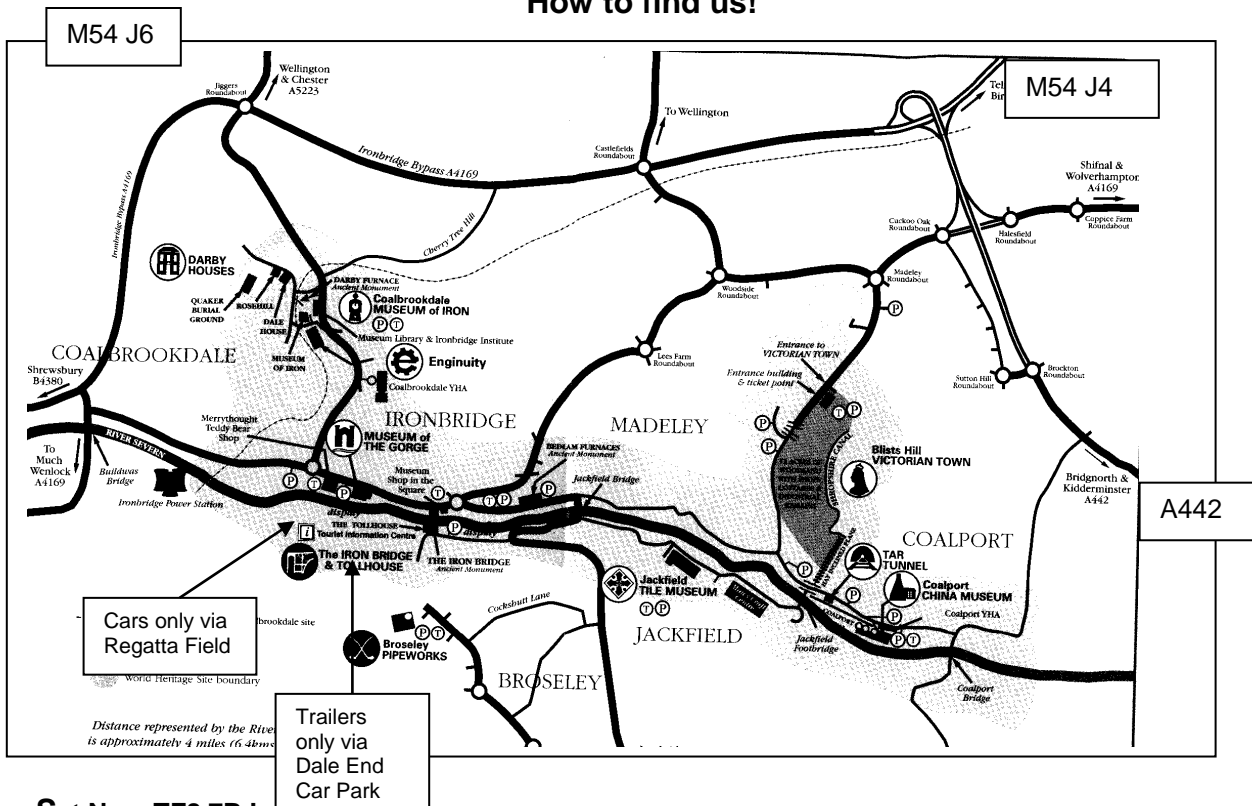 How to find us!
M54 J6
M54 J4
Wellington
& Chester
A5223
Jiggers
Roundabout
To Wellington
Castlefields
Roundabout
Ironbridge Bypass A4169
Ironbridge Bypass A4169
Shifnal &
Wolverhampton
A4169
Cuckoo Oak
Roundabout
Halesfield
Roundabout
Coppice Farm
Roundabout
Cherry Tree Hill
DARBY
HOUSES
QUAKER
BURIAL
GROUND
ROSEHILL
DALE
HOUSE
MUSEUM
OF IRON
DARBY FURNACE
Ancient Monument
Coalbrookdale
MUSEUM of IRON
P T
Museum Library & Ironbridge Institute
Enginuity
Coalbrookdale YHA
Woodside
Roundabout
Madeley
Roundabout
P
Lees Farm
Roundabout
Entrance to
VICTORIAN TOWN
Entrance building
& ticket point
Sutton Hill
Roundabout
Brockton
Roundabout
COALBROOKDALE
Shrewsbury
B4380
IRONBRIDGE
MADELEY
Merrythought
Teddy Bear
Shop
MUSEUM of
THE GORGE
RIVER SEVERN
To
Much
Wenlock
A4169
Buildwas
Bridge
Ironbridge Power Station
Museum
Shop in the
Square
BEDLAM FURNACES
Ancient Monument
Jackfield Bridge
Blists Hill
VICTORIAN TOWN
Bridgnorth &
Kidderminster
A442
A442
display
THE TOLLHOUSE
display
i Tourist Information Centre
The IRON BRIDGE
& TOLLHOUSE
THE IRON BRIDGE
Ancient Monument
COALPORT
TAR
TUNNEL
Coalport
CHINA MUSEUM
Coalport YHA
COALPORT
Jackfield
TILE MUSEUM
T P
JACKFIELD
Jackfield
Footbridge
Coalport
Bridge
Cars only via
Regatta Field
lbrookdale site
World Heritage Site boundary
Cockshutt Lane
P T
Broseley
PIPEWORKS
BROSELEY
Trailers
only via
Dale End
Car Park
Distance represented by the River
is approximately 4 miles (6.4kms